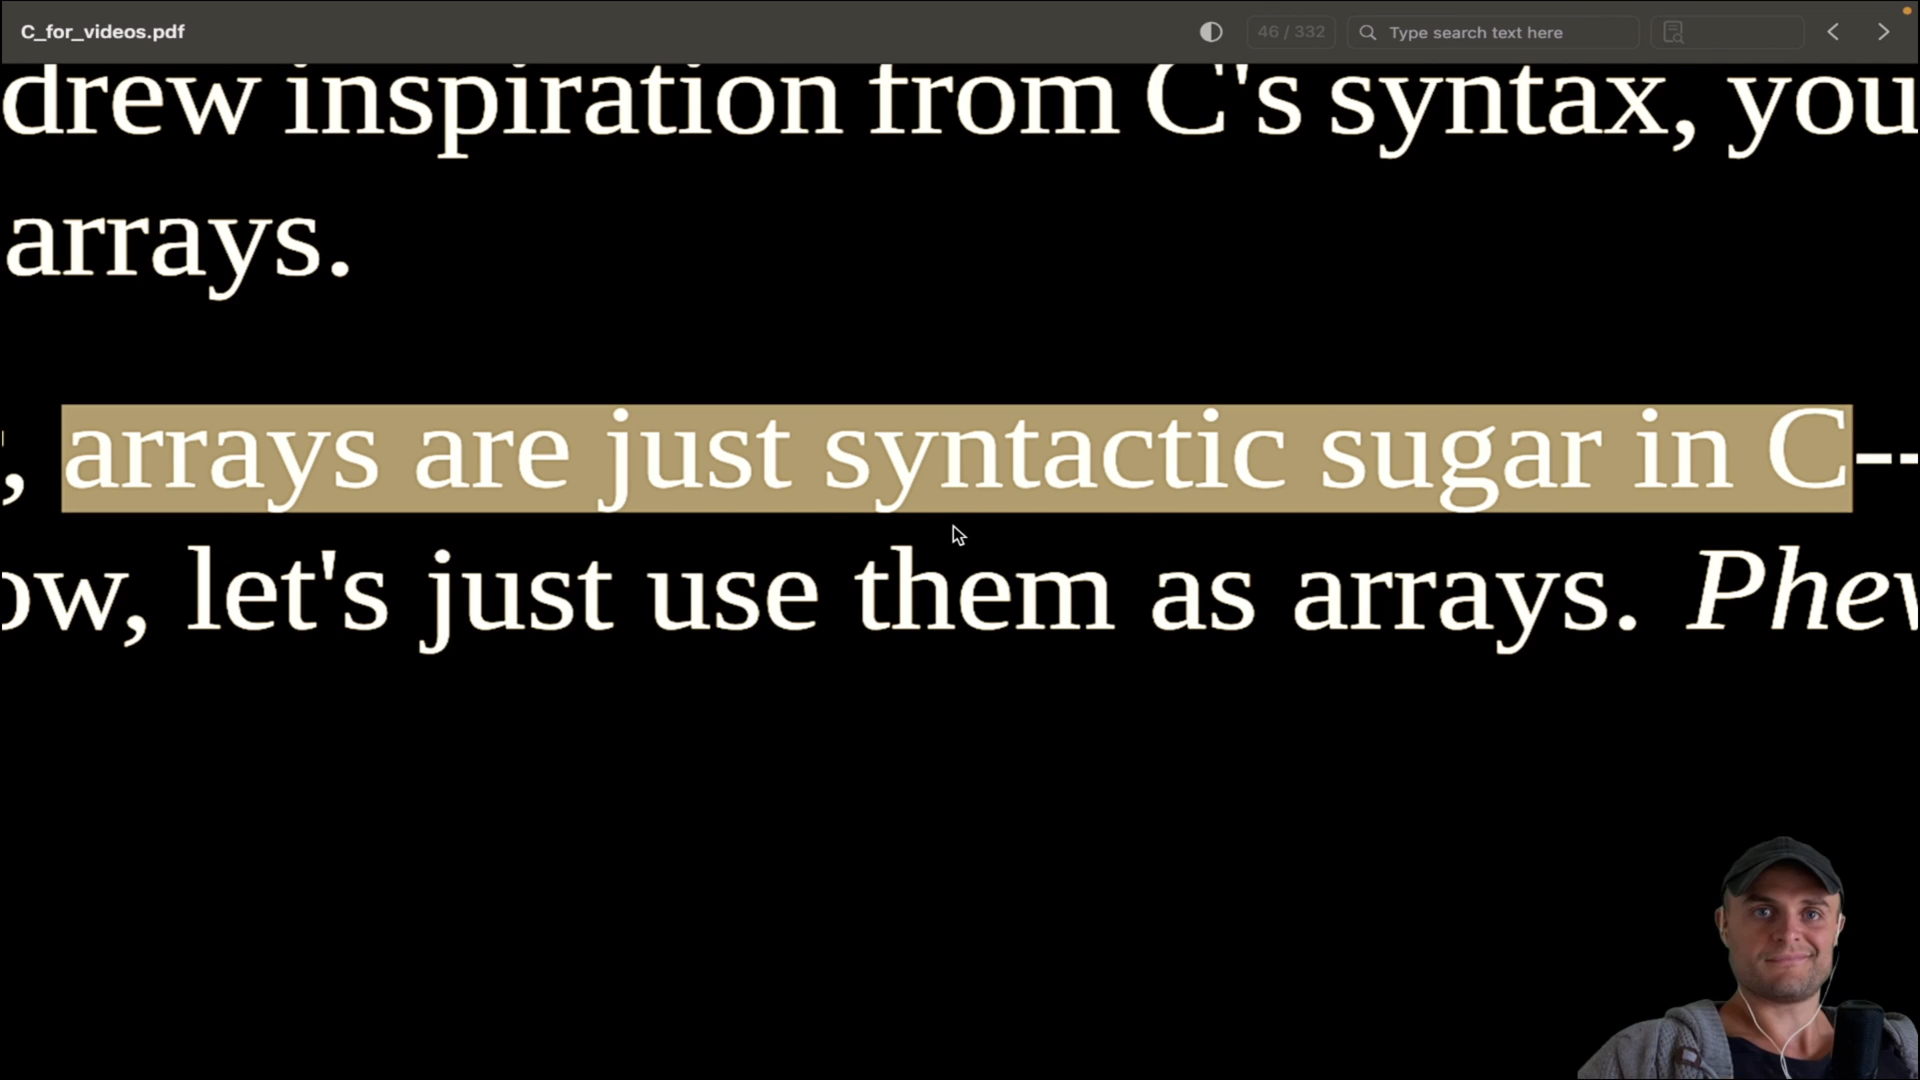 C_for_videos.pdf
46 / 332
Type search text here
drew inspiration from C's syntax, you
arrays.
, arrays are just syntactic sugar in C--
ow, let's just use them as arrays.